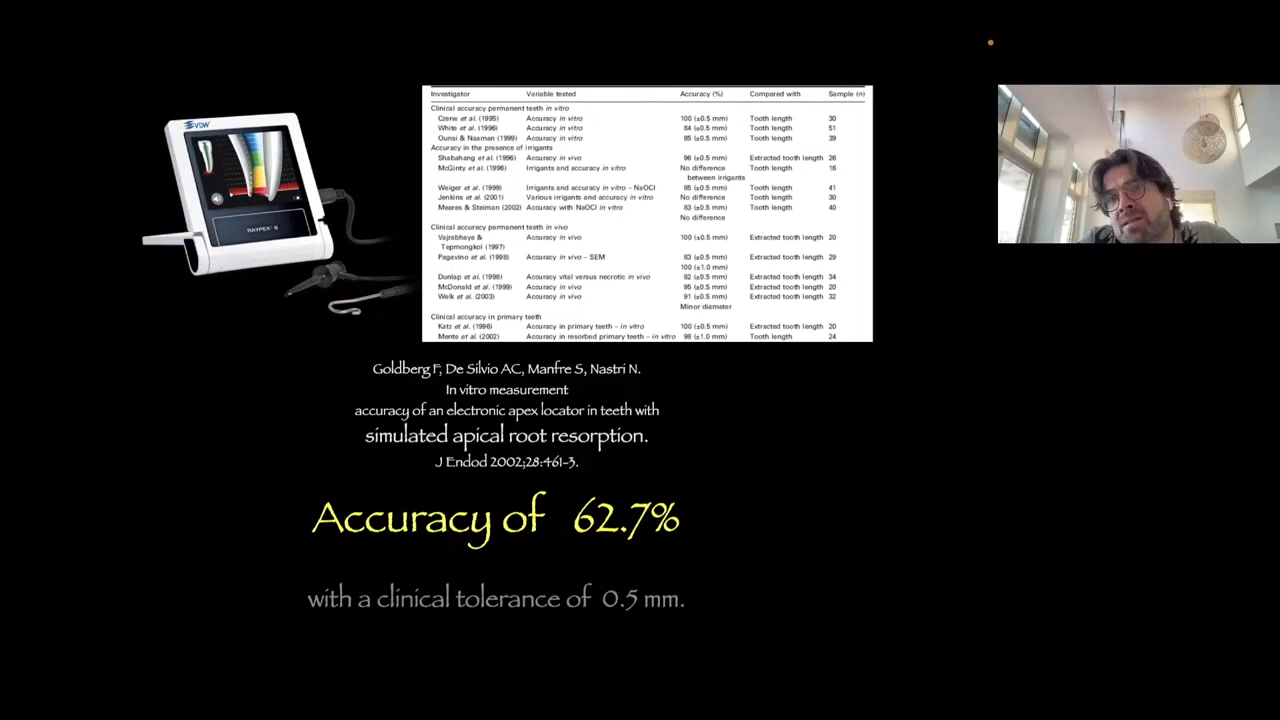 VDW
RAYPEX 6
Investigator Variable tested Accuracy (%) Compared with Sample (n)
Clinical accuracy permanent teeth in vitro
Czerw et al. (1995) Accuracy in vitro 100 (±0.5 mm) Tooth length 30
White et al. (1996) Accuracy in vitro 84 (±0.5 mm) Tooth length 51
Ounsi & Naaman (1999) Accuracy in vitro 85 (±0.5 mm) Tooth length 39
Accuracy in the presence of irrigants
Shabahang et al. (1996) Accuracy in vivo 96 (±0.5 mm) Extracted tooth length 26
McGinty et al. (1996) Irrigants and accuracy in vitro No difference Tooth length 16
between irrigants
Weiger et al. (1999) Irrigants and accuracy in vitro – NaOCl 85 (±0.5 mm) Tooth length 41
Jenkins et al. (2001) Various irrigants and accuracy in vitro No difference Tooth length 30
Meares & Steiman (2002) Accuracy with NaOCl in vitro 83 (±0.5 mm) Tooth length 40
No difference
Clinical accuracy permanent teeth in vivo
Vajrabhaya & Accuracy in vivo 100 (±0.5 mm) Extracted tooth length 20
Tepmongkol (1997)
Pagavino et al. (1998) Accuracy in vivo – SEM 83 (±0.5 mm) Extracted tooth length 29
100 (±1.0 mm)
Dunlap et al. (1998) Accuracy vital versus necrotic in vivo 82 (±0.5 mm) Extracted tooth length 34
McDonald et al. (1999) Accuracy in vivo 95 (±0.5 mm) Extracted tooth length 20
Welk et al. (2003) Accuracy in vivo 91 (±0.5 mm) Extracted tooth length 32
Minor diameter
Clinical accuracy in primary teeth
Katz et al. (1996) Accuracy in primary teeth – in vitro 100 (±0.5 mm) Extracted tooth length 20
Mente et al. (2002) Accuracy in resorbed primary teeth – in vitro 98 (±1.0 mm) Tooth length 24
Goldberg F, De Silvio AC, Manfre S, Nastri N.
In vitro measurement
accuracy of an electronic apex locator in teeth with
simulated apical root resorption.
J Endod 2002;28:461-3.
Accuracy of 62.7%
with a clinical tolerance of 0.5 mm.